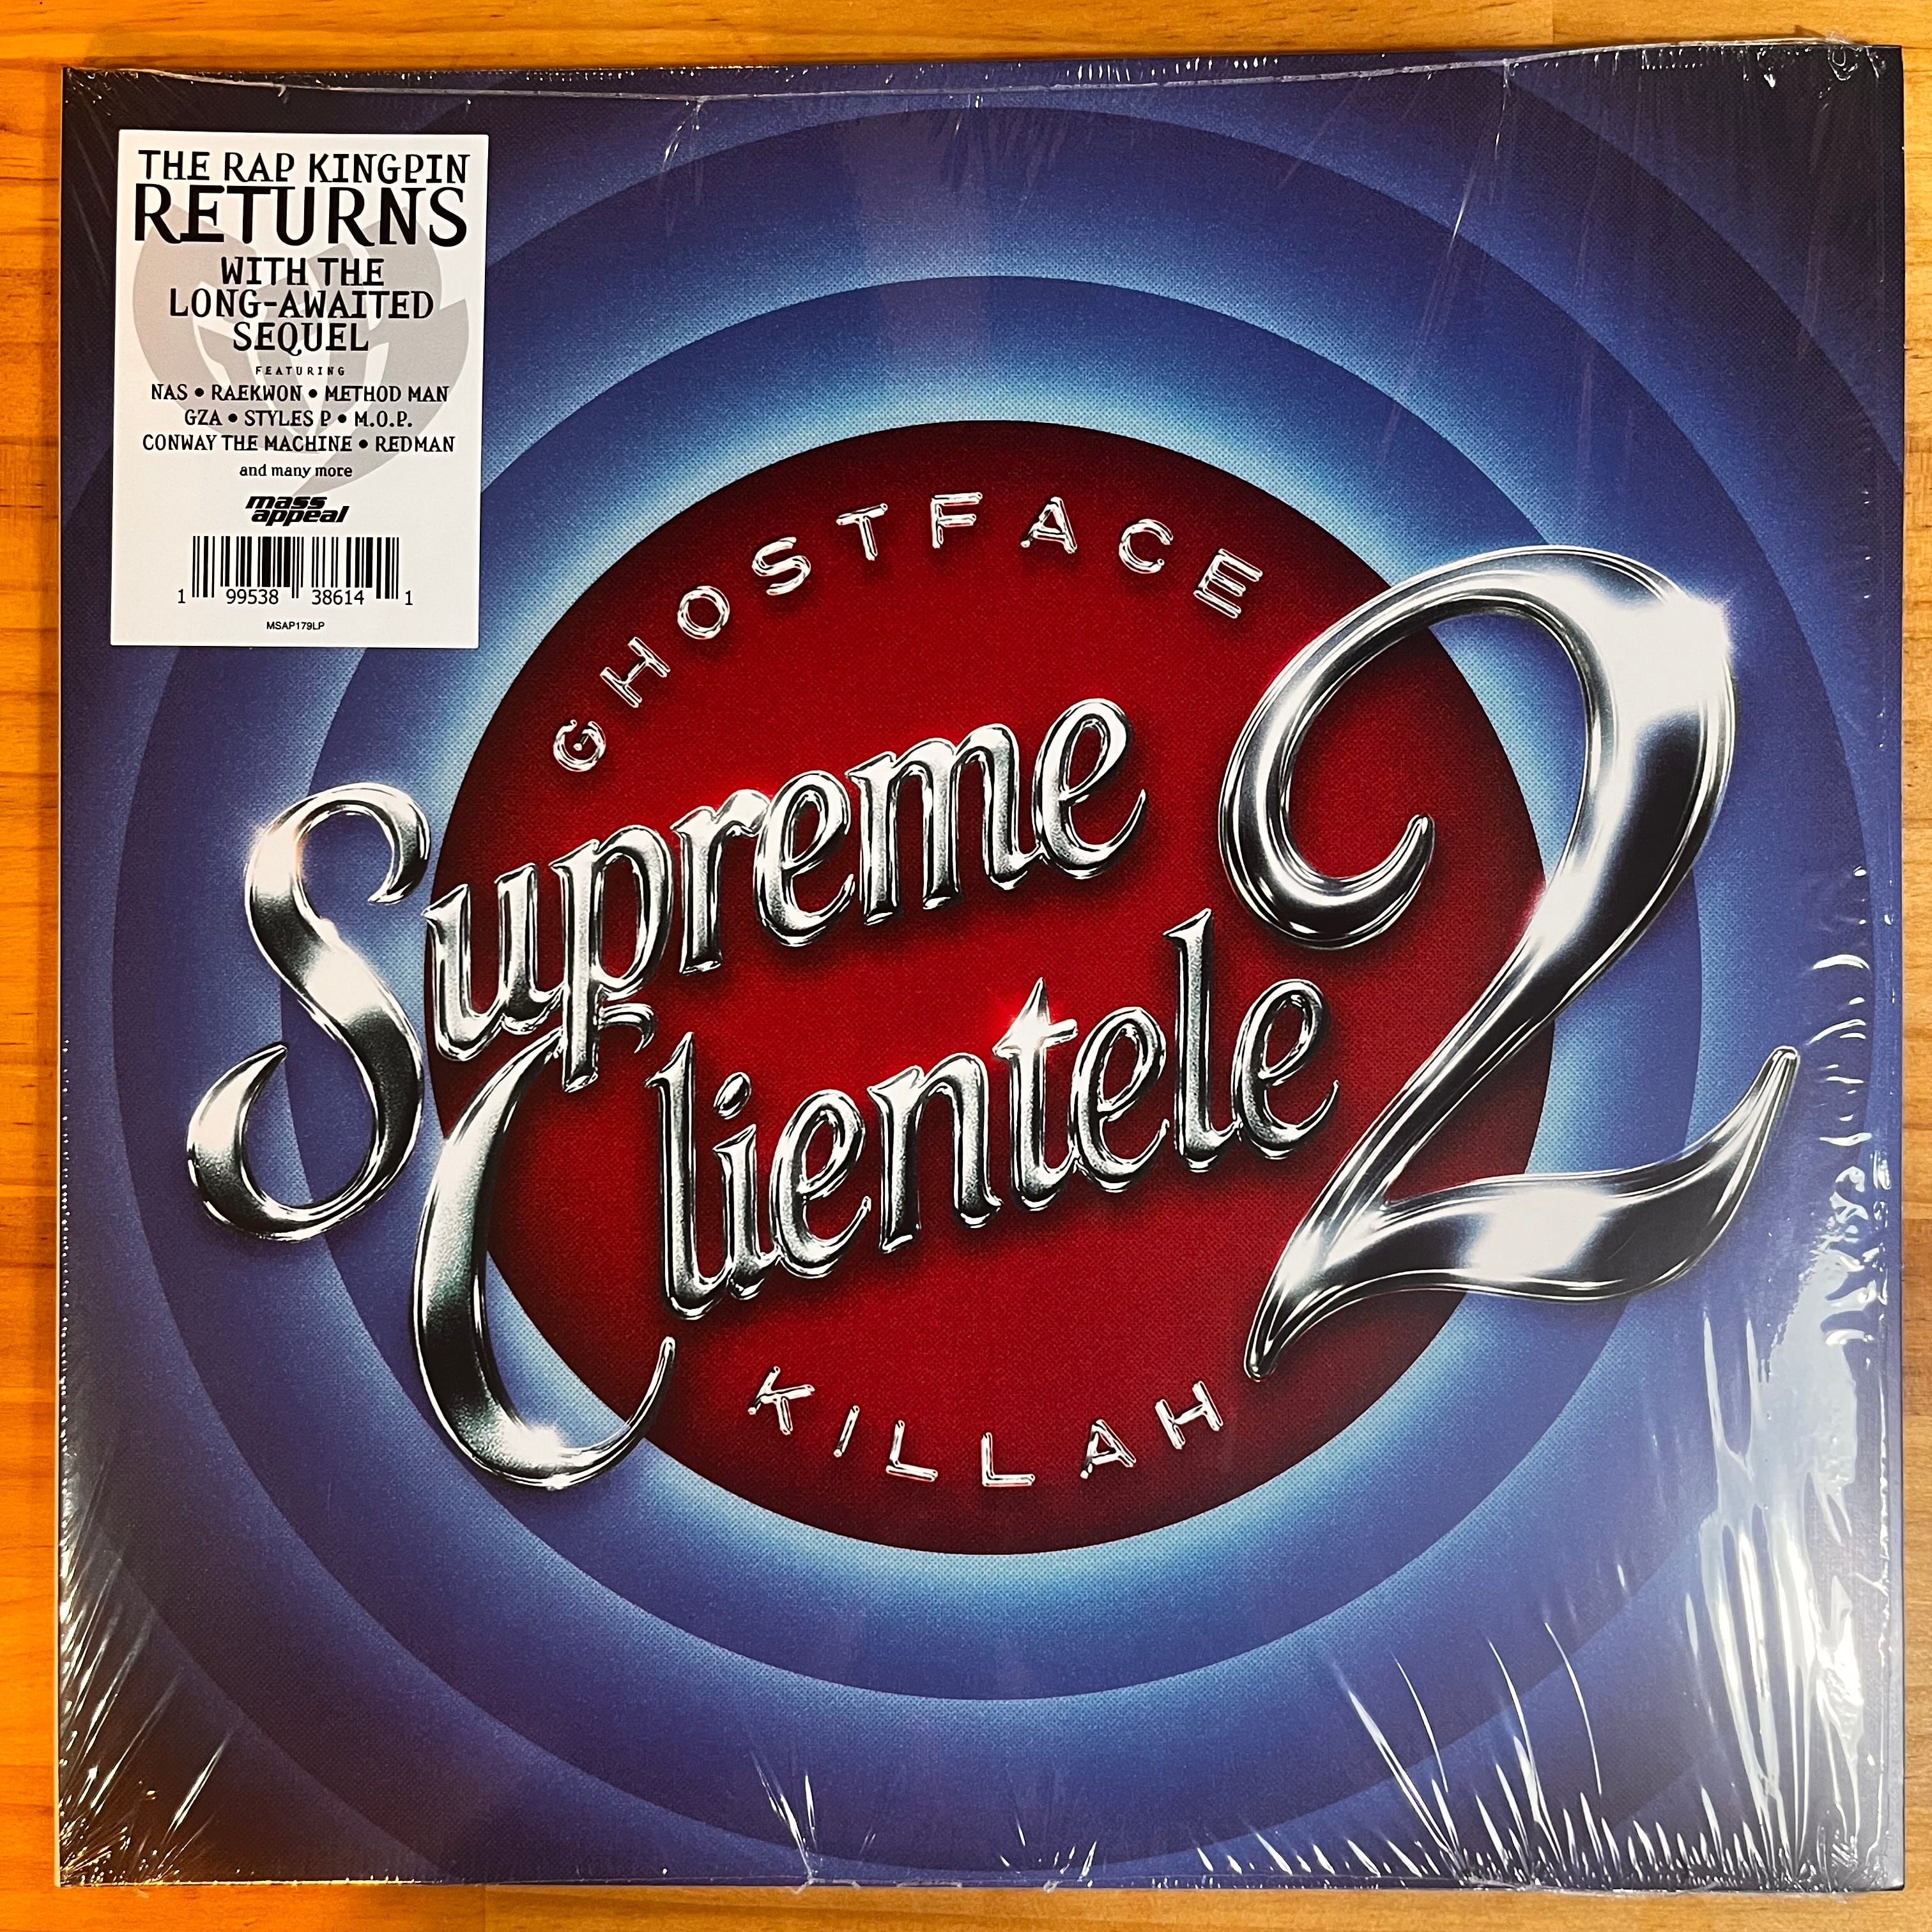 THE RAP KINGPIN
RETURNS
WITH THE
LONG-AWAITED
SEQUEL
FEATURING
NAS • RAEKWON • METHOD MAN
GZA • STYLES P • M.O.P.
CONWAY THE MACHINE • REDMAN
and many more
mass
appeal
1 99538 38614 1
MSAP179LP
GHOSTFACE
Supreme
Clientele 2
KILLAH